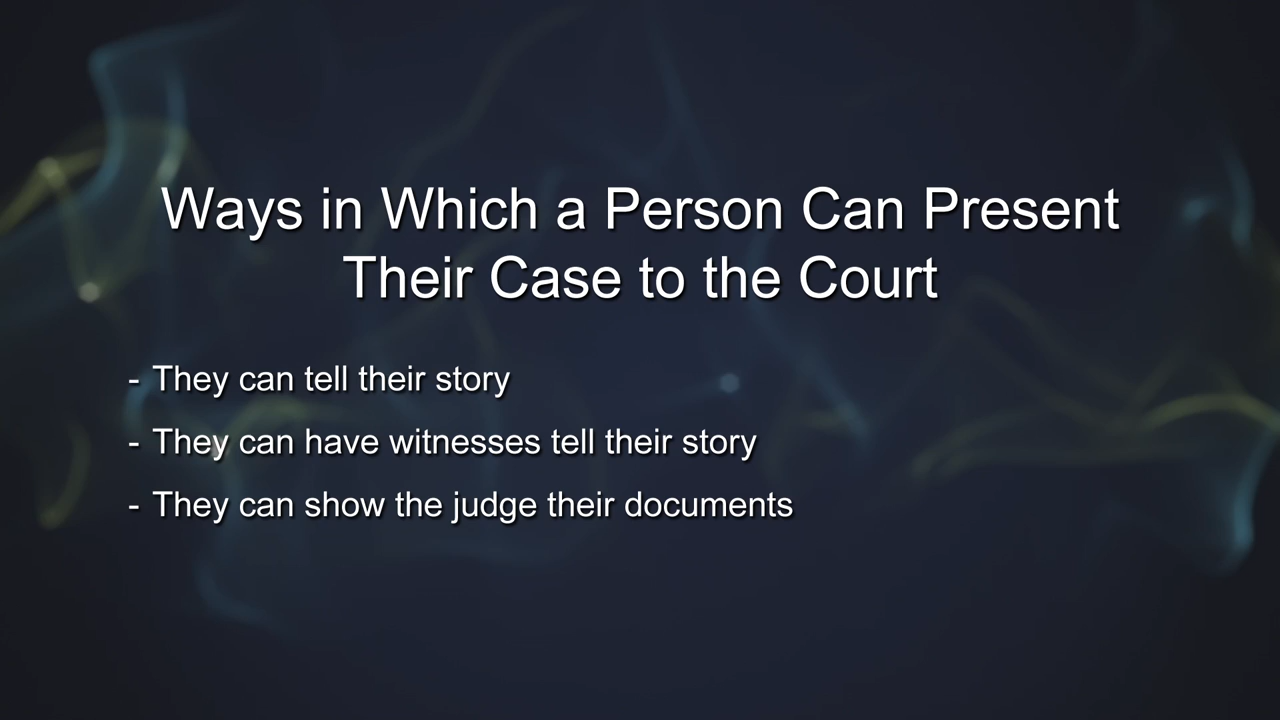 Ways in Which a Person Can Present
Their Case to the Court
- They can tell their story
- They can have witnesses tell their story
- They can show the judge their documents